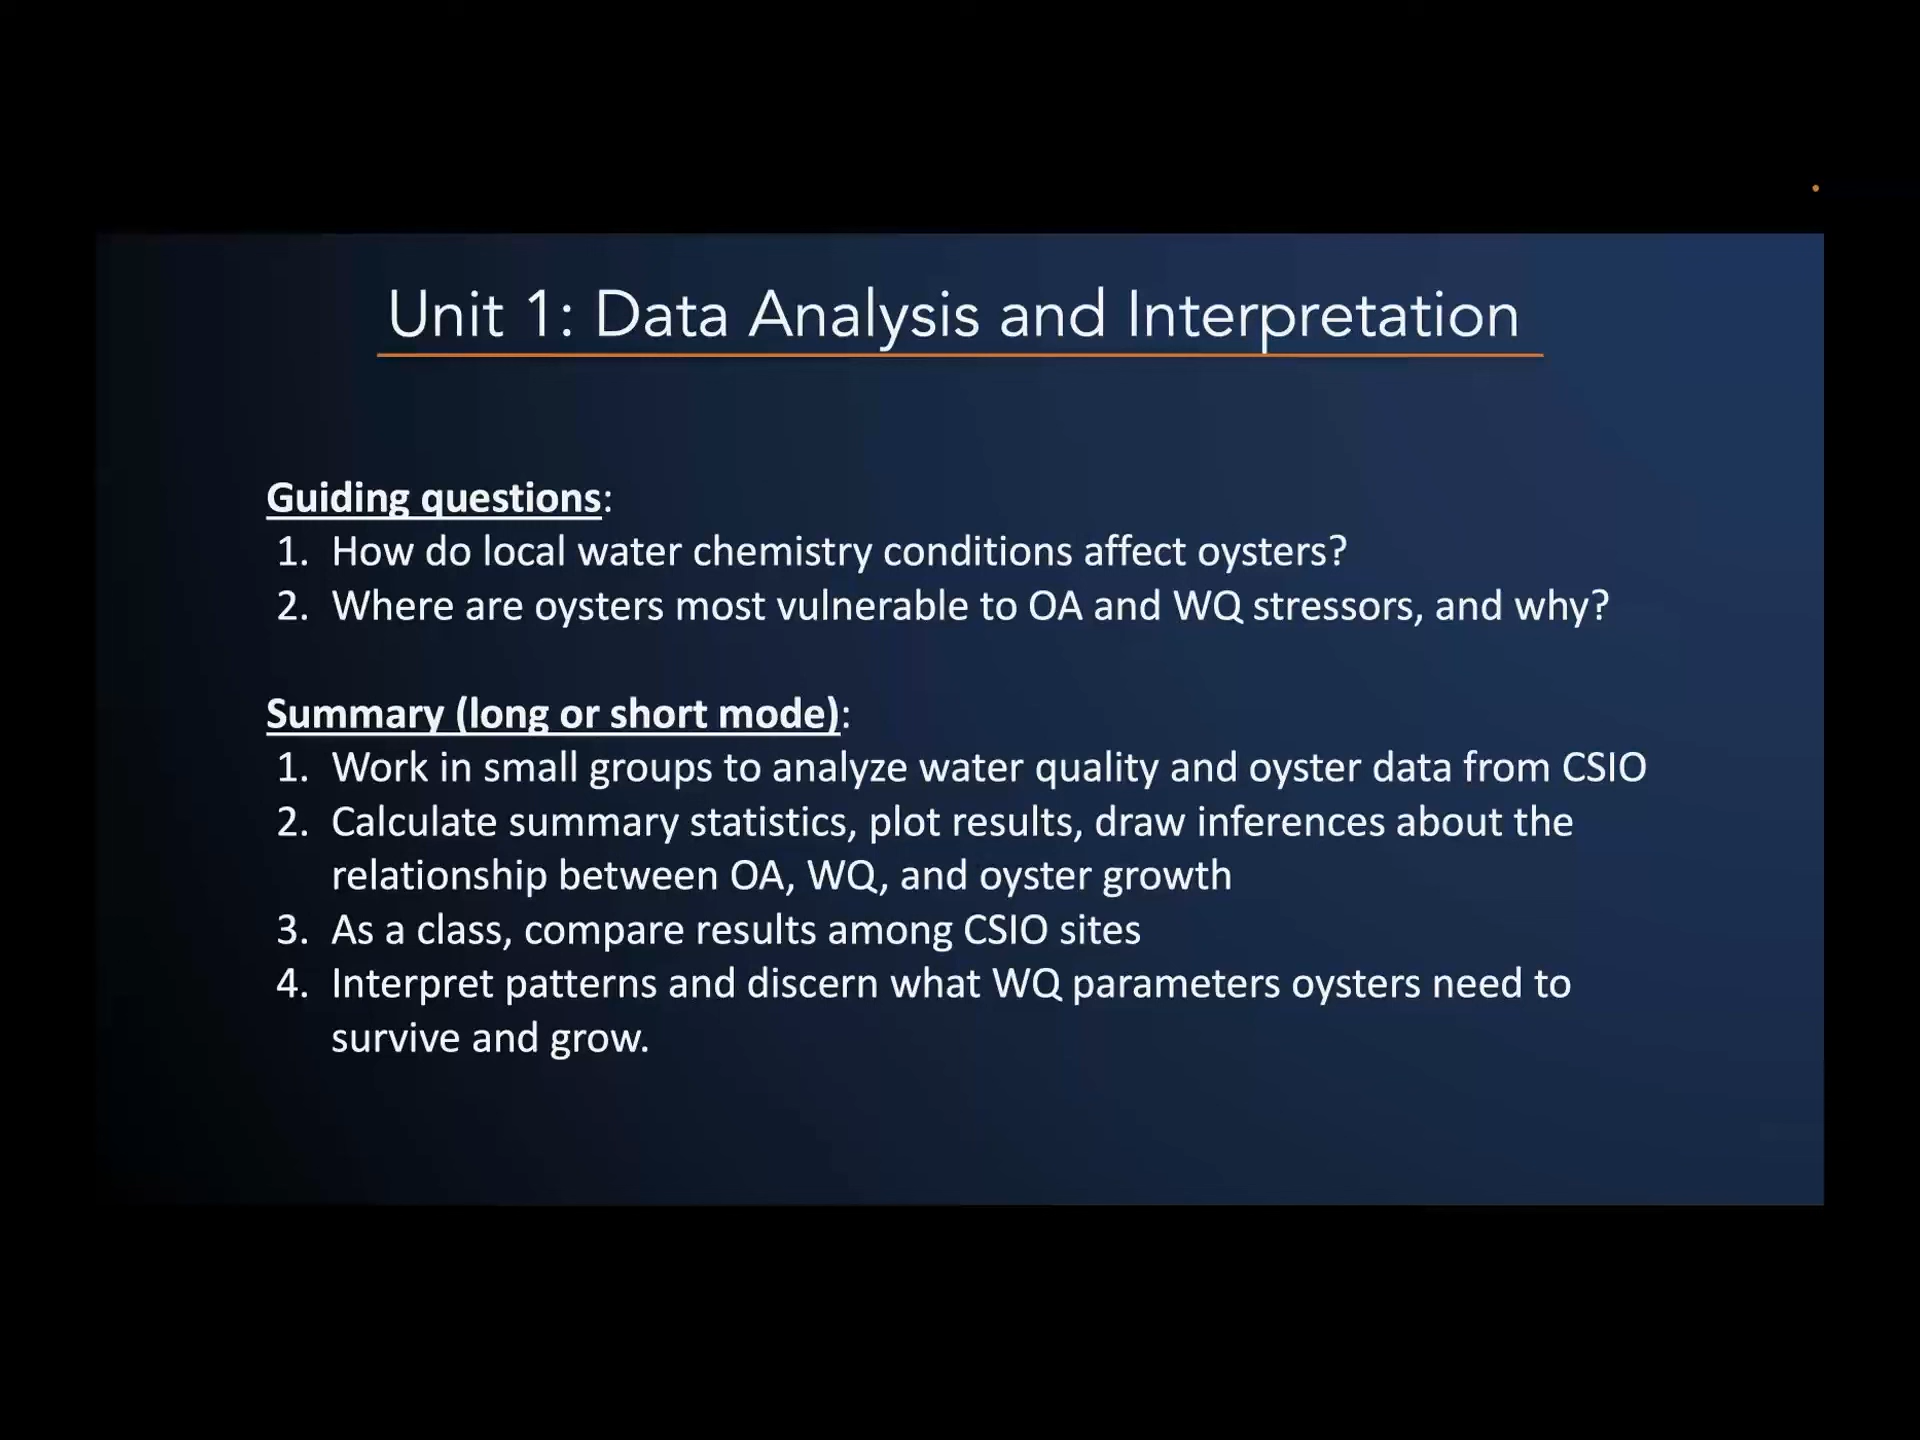 Unit 1: Data Analysis and Interpretation
Guiding questions:
1. How do local water chemistry conditions affect oysters?
2. Where are oysters most vulnerable to OA and WQ stressors, and why?
Summary (long or short mode):
1. Work in small groups to analyze water quality and oyster data from CSIO
2. Calculate summary statistics, plot results, draw inferences about the
relationship between OA, WQ, and oyster growth
3. As a class, compare results among CSIO sites
4. Interpret patterns and discern what WQ parameters oysters need to
survive and grow.